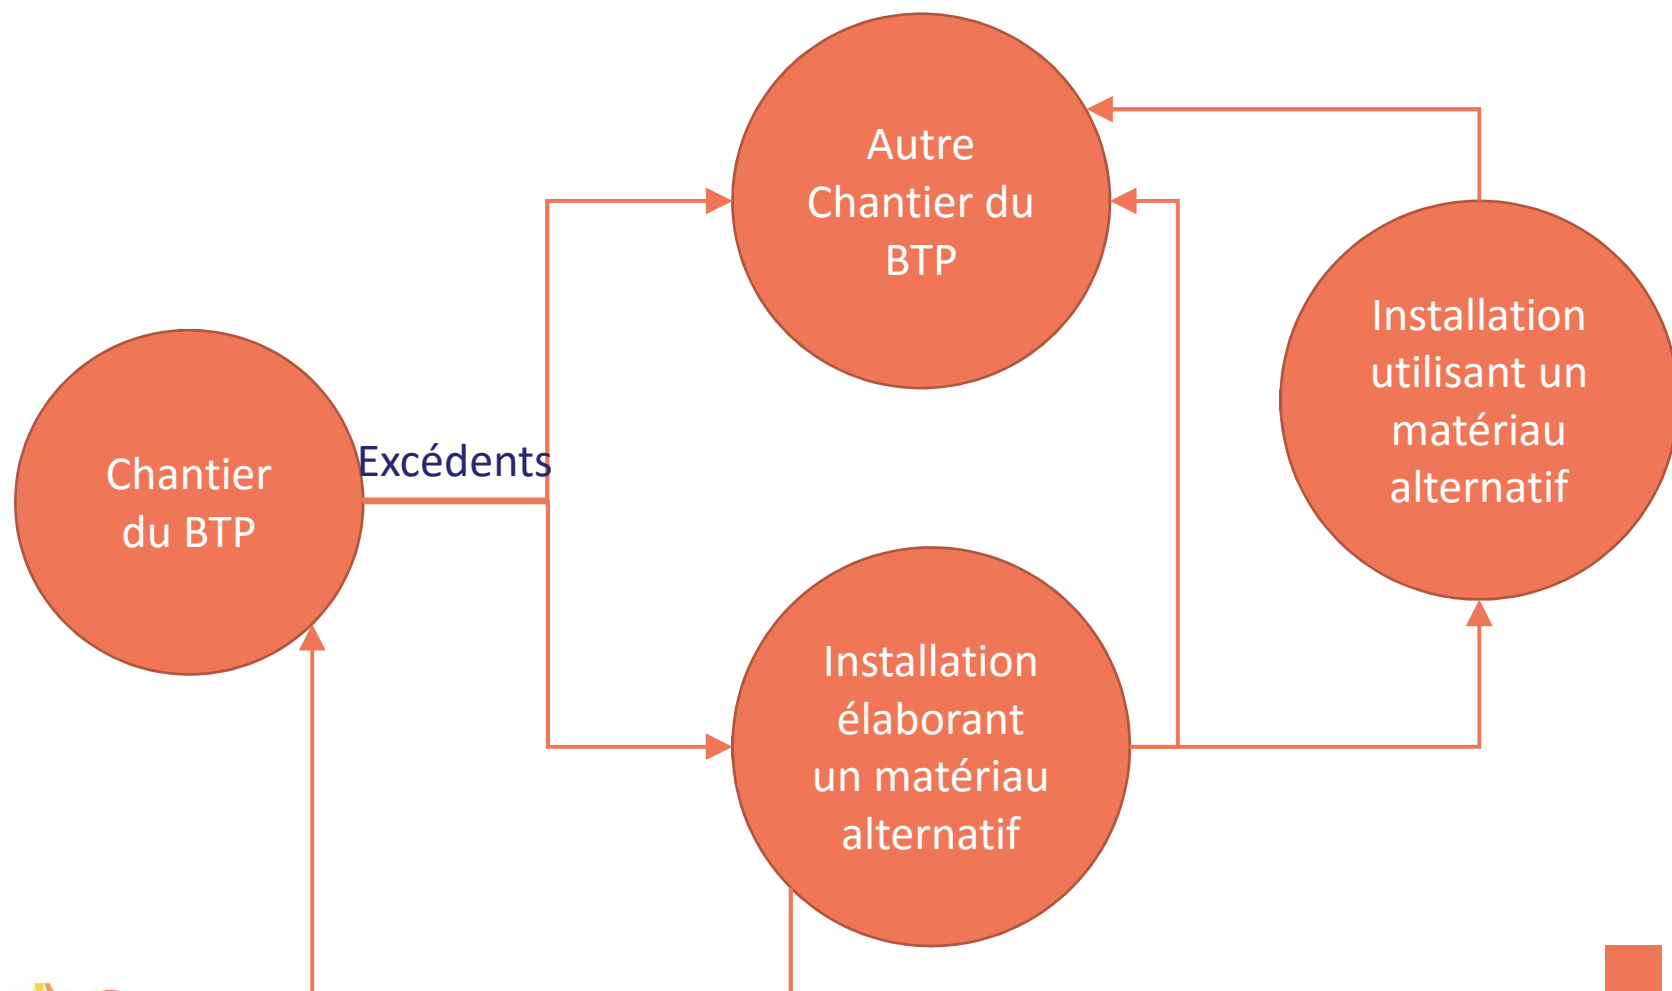 Autre
Chantier du
BTP
Installation
utilisant un
matériau
alternatif
Excédents
Chantier
du BTP
Installation
élaborant
un matériau
alternatif